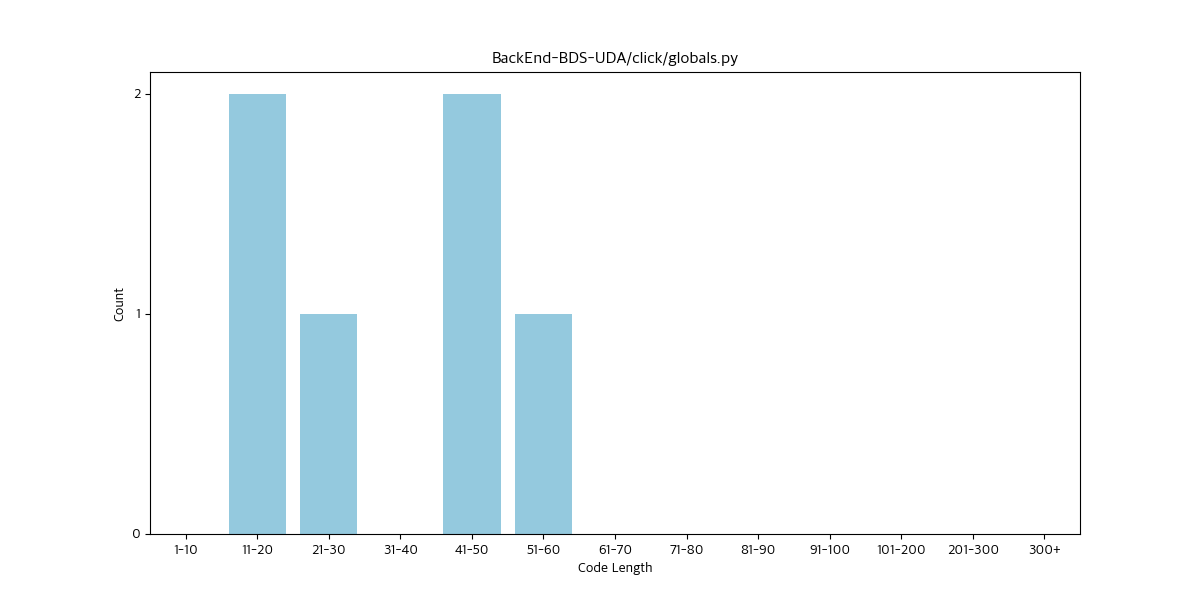 BackEnd-BDS-UDA/click/globals.py
Count
2
1
0
1-10 11-20 21-30 31-40 41-50 51-60 61-70 71-80 81-90 91-100 101-200 201-300 300+
Code Length